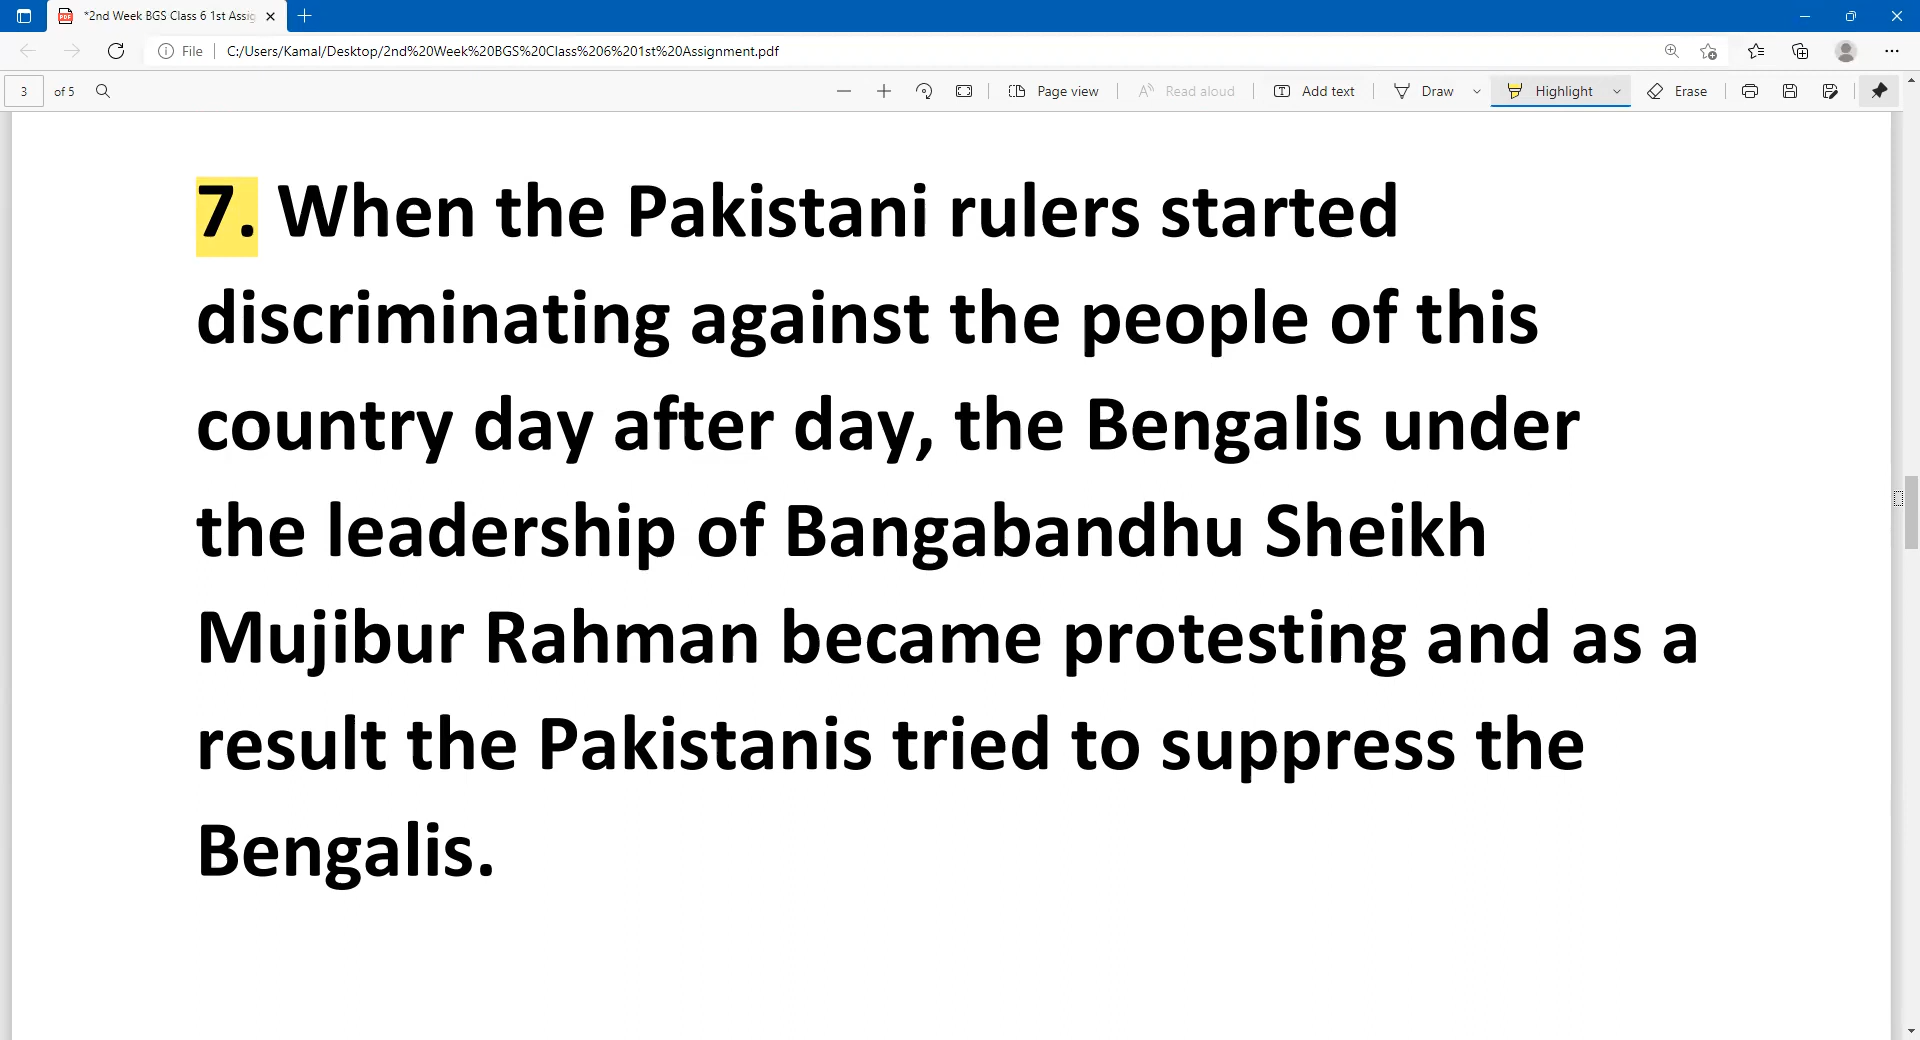 *2nd Week BGS Class 6 1st Assig
File
C:/Users/Kamal/Desktop/2nd%20Week%20BGS%20Class%206%201st%20Assignment.pdf
3 of 5 Page view Read aloud Add text Draw Highlight Erase
7. When the Pakistani rulers started
discriminating against the people of this
country day after day, the Bengalis under
the leadership of Bangabandhu Sheikh
Mujibur Rahman became protesting and as a
result the Pakistanis tried to suppress the
Bengalis.